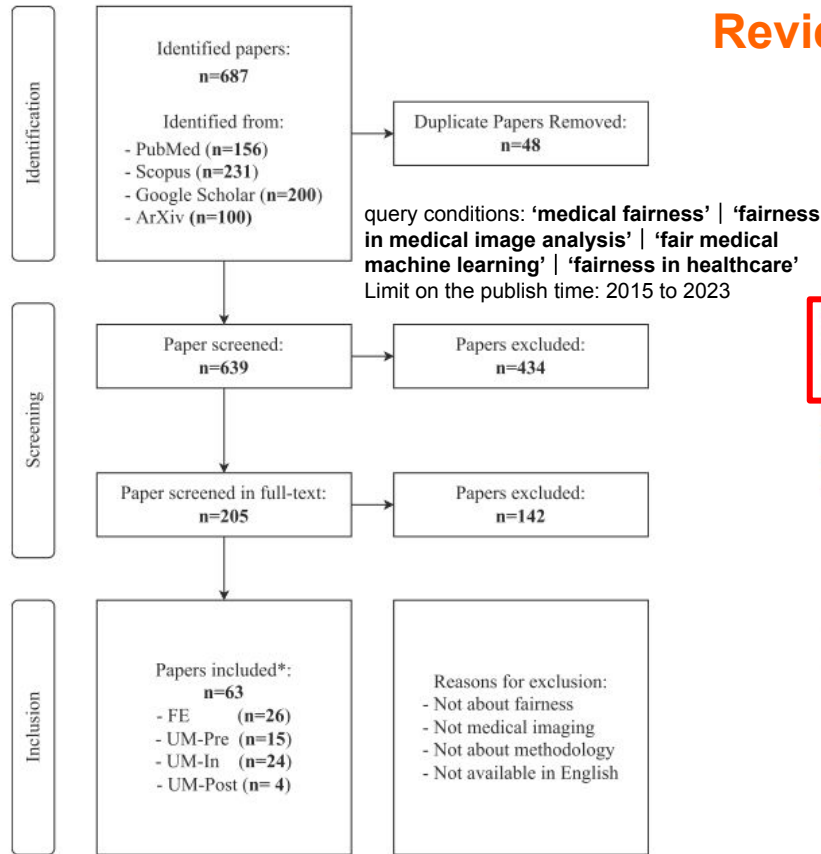 Revi
Identification
Identified papers:
n=687
Identified from:
- PubMed (n=156)
- Scopus (n=231)
- Google Scholar (n=200)
- ArXiv (n=100)
Duplicate Papers Removed:
n=48
query conditions: ‘medical fairness’ | ‘fairness
in medical image analysis’ | ‘fair medical
machine learning’ | ‘fairness in healthcare’
Limit on the publish time: 2015 to 2023
Screening
Paper screened:
n=639
Papers excluded:
n=434
Paper screened in full-text:
n=205
Papers excluded:
n=142
Inclusion
Papers included*:
n=63
- FE (n=26)
- UM-Pre (n=15)
- UM-In (n=24)
- UM-Post (n= 4)
Reasons for exclusion:
- Not about fairness
- Not medical imaging
- Not about methodology
- Not available in English